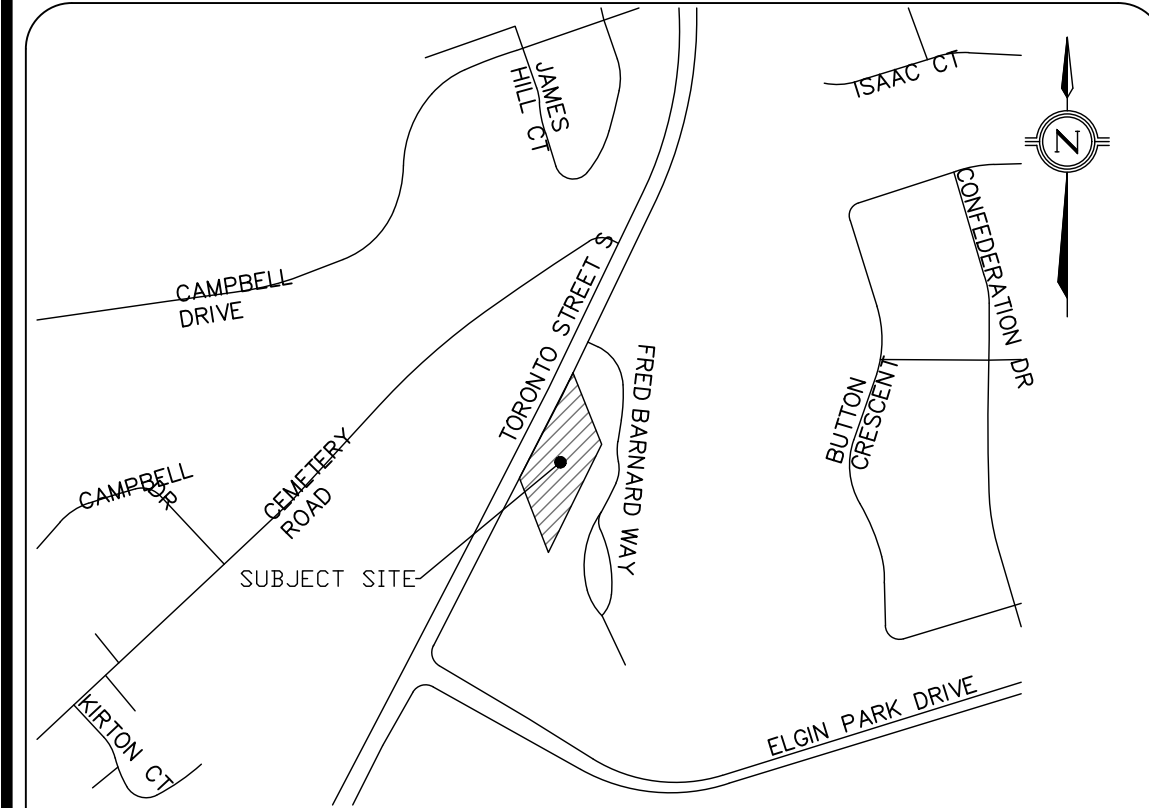 JAMES
HILL CT
ISAAC CT
N
CONFEDERATION DR
CAMPBELL
DRIVE
TORONTO STREET S
FRED BARNARD WAY
BUTTON
CRESCENT
CEMETERY
ROAD
CAMPBELL
DR
SUBJECT SITE
KIRTON CT
ELGIN PARK DRIVE